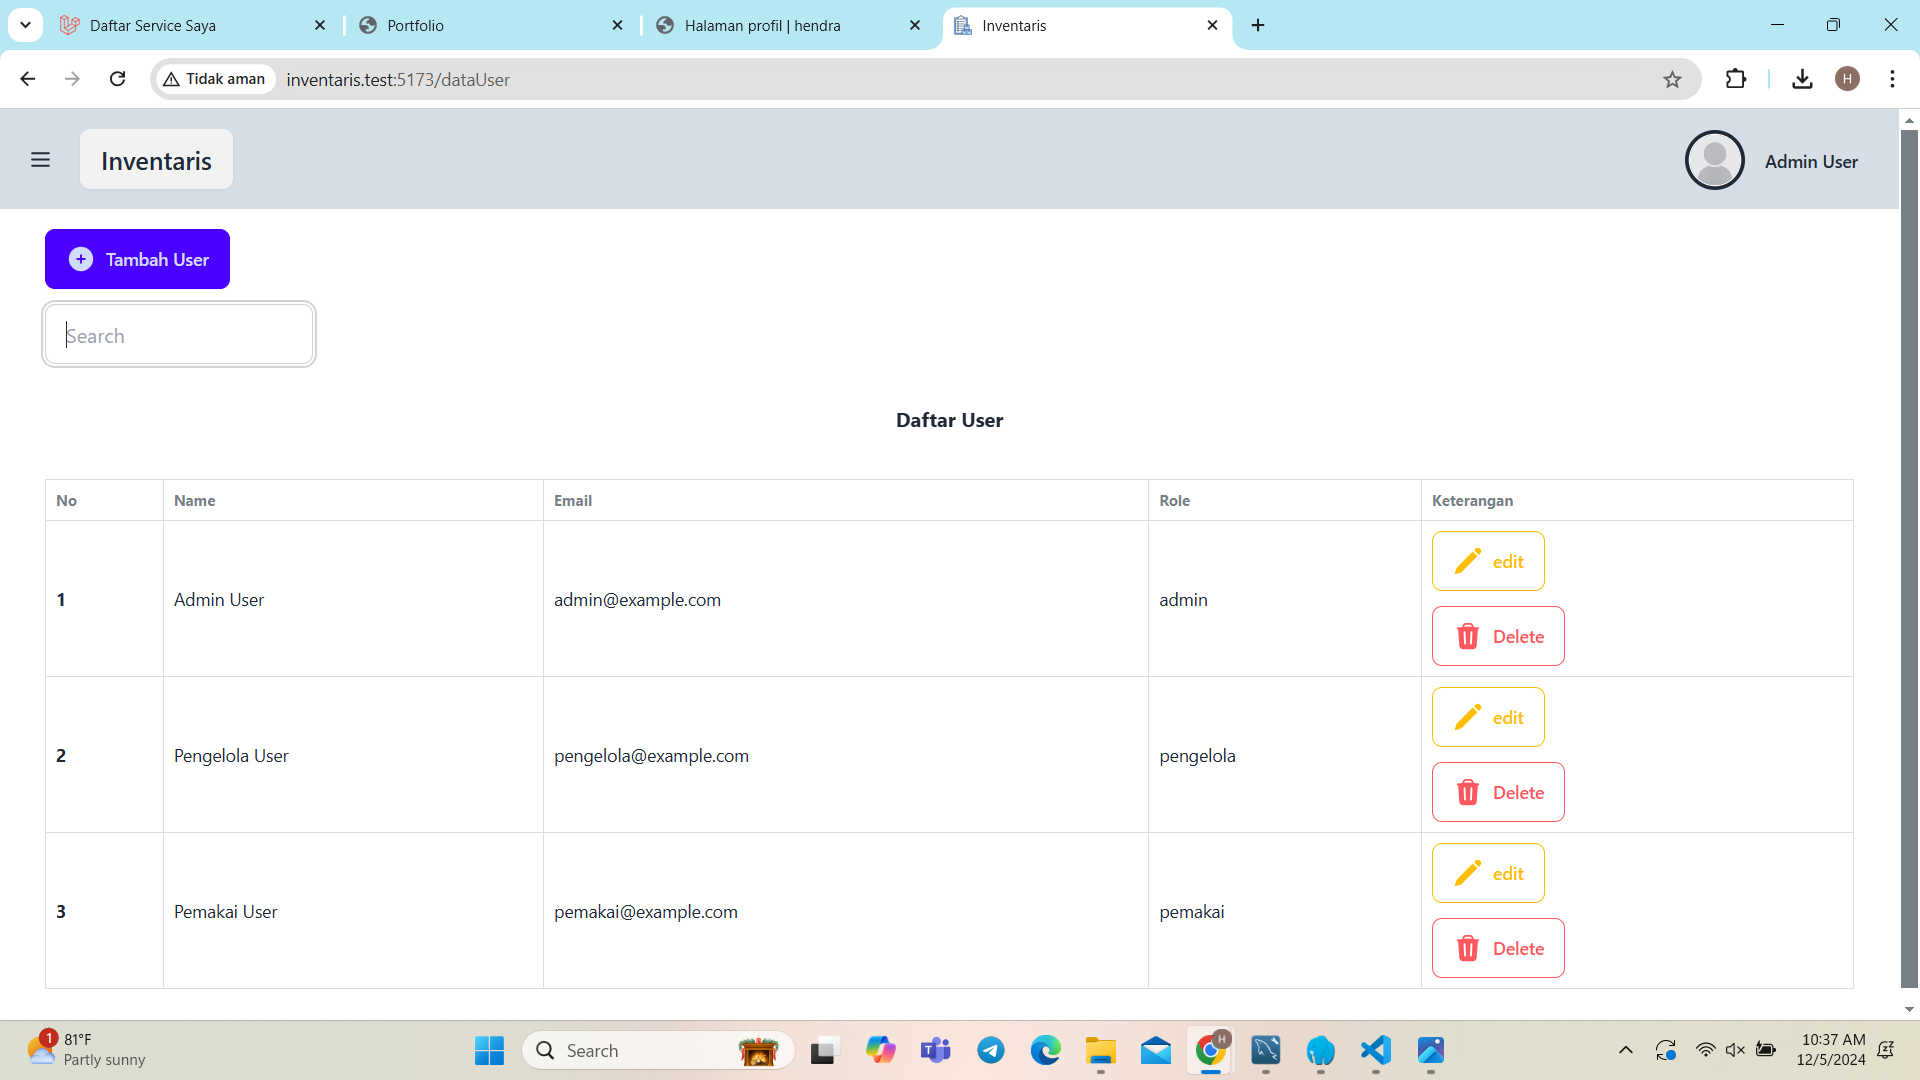 Daftar Service Saya
Portfolio
Halaman profil | hendra
Inventaris
Tidak aman
inventaris.test:5173/dataUser
H
Inventaris
Admin User
Tambah User
Search
Daftar User
No Name Email Role Keterangan
1 Admin User admin@example.com admin
edit
Delete
2 Pengelola User pengelola@example.com pengelola
edit
Delete
3 Pemakai User pemakai@example.com pemakai
edit
Delete
1
81°F
Partly sunny
Search
H
10:37 AM
12/5/2024